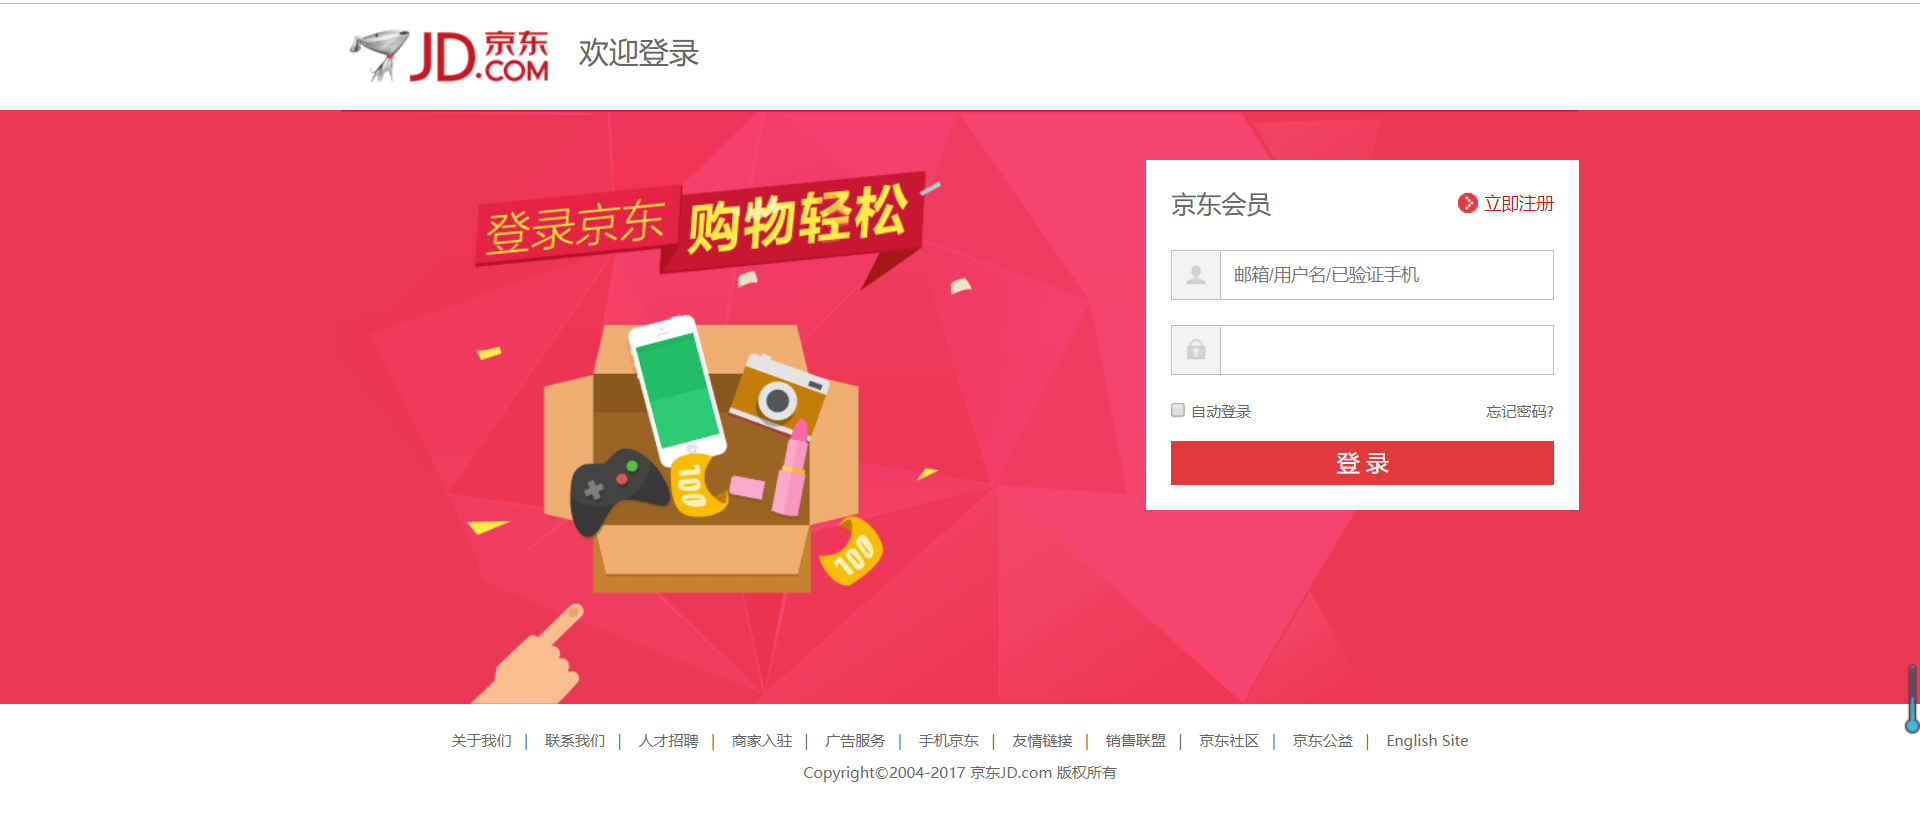 JD.COM 京东
欢迎登录
登录京东 购物轻松
京东会员
立即注册
邮箱/用户名/已验证手机
自动登录
忘记密码?
登 录
100
100
关于我们 | 联系我们 | 人才招聘 | 商家入驻 | 广告服务 | 手机京东 | 友情链接 | 销售联盟 | 京东社区 | 京东公益 | English Site
Copyright©2004-2017 京东JD.com 版权所有